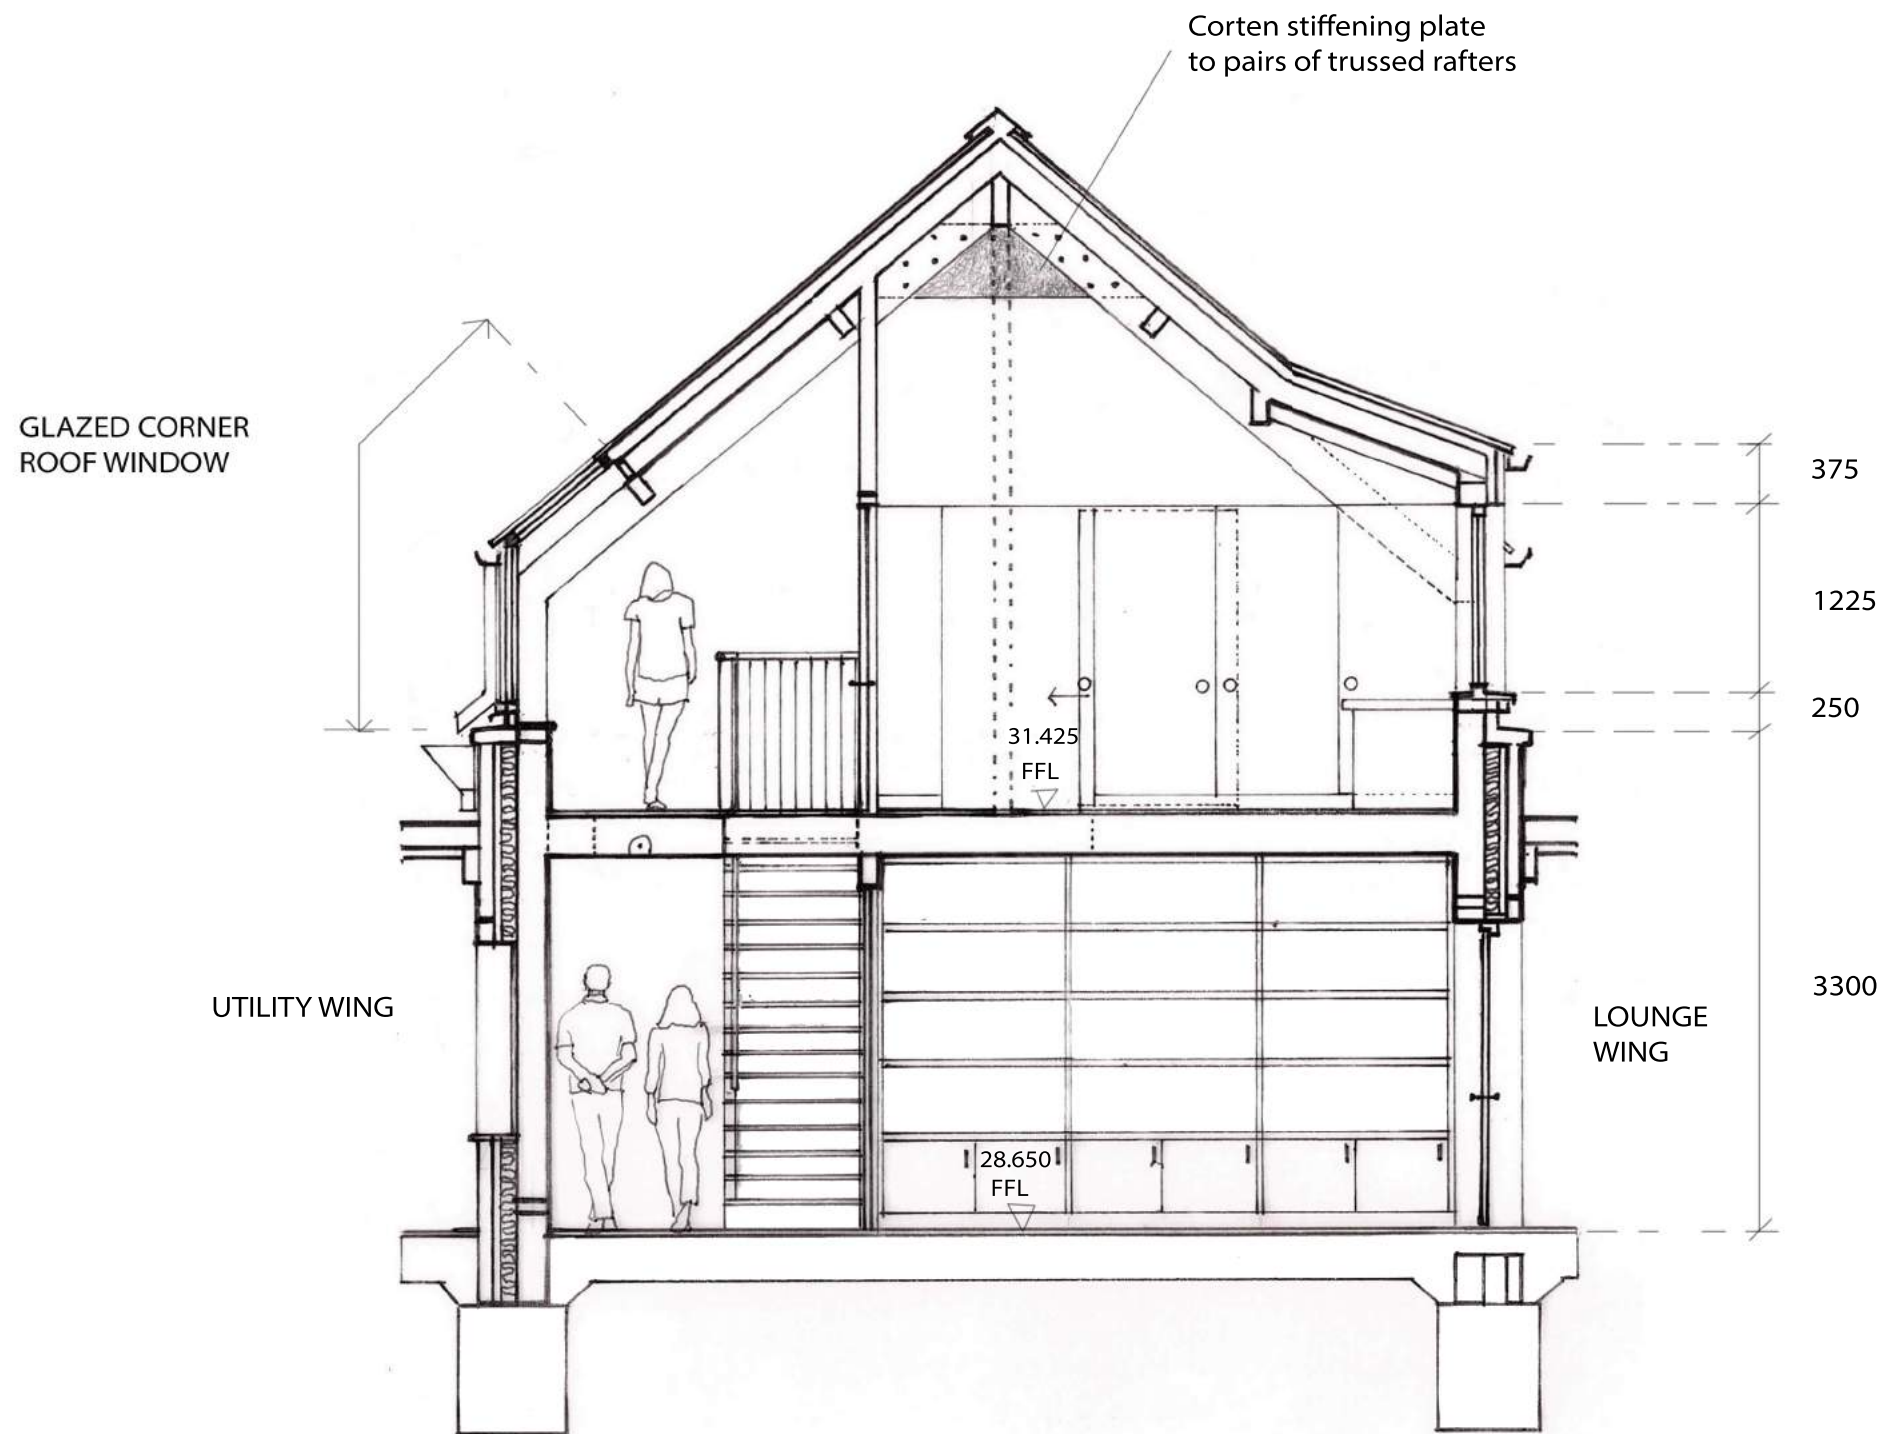 Corten stiffening plate
to pairs of trussed rafters
GLAZED CORNER
ROOF WINDOW
375
1225
250
31.425
FFL
3300
UTILITY WING
LOUNGE
WING
28.650
FFL